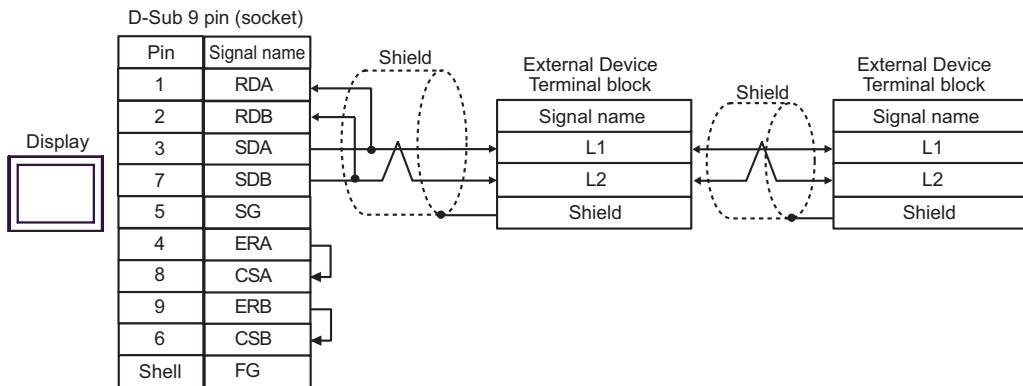 D-Sub 9 pin (socket)
Display
Pin Signal name
1 RDA
2 RDB
3 SDA
7 SDB
5 SG
4 ERA
8 CSA
9 ERB
6 CSB
Shell FG
Shield
External Device
Terminal block
Signal name
L1
L2
Shield
Shield
External Device
Terminal block
Signal name
L1
L2
Shield